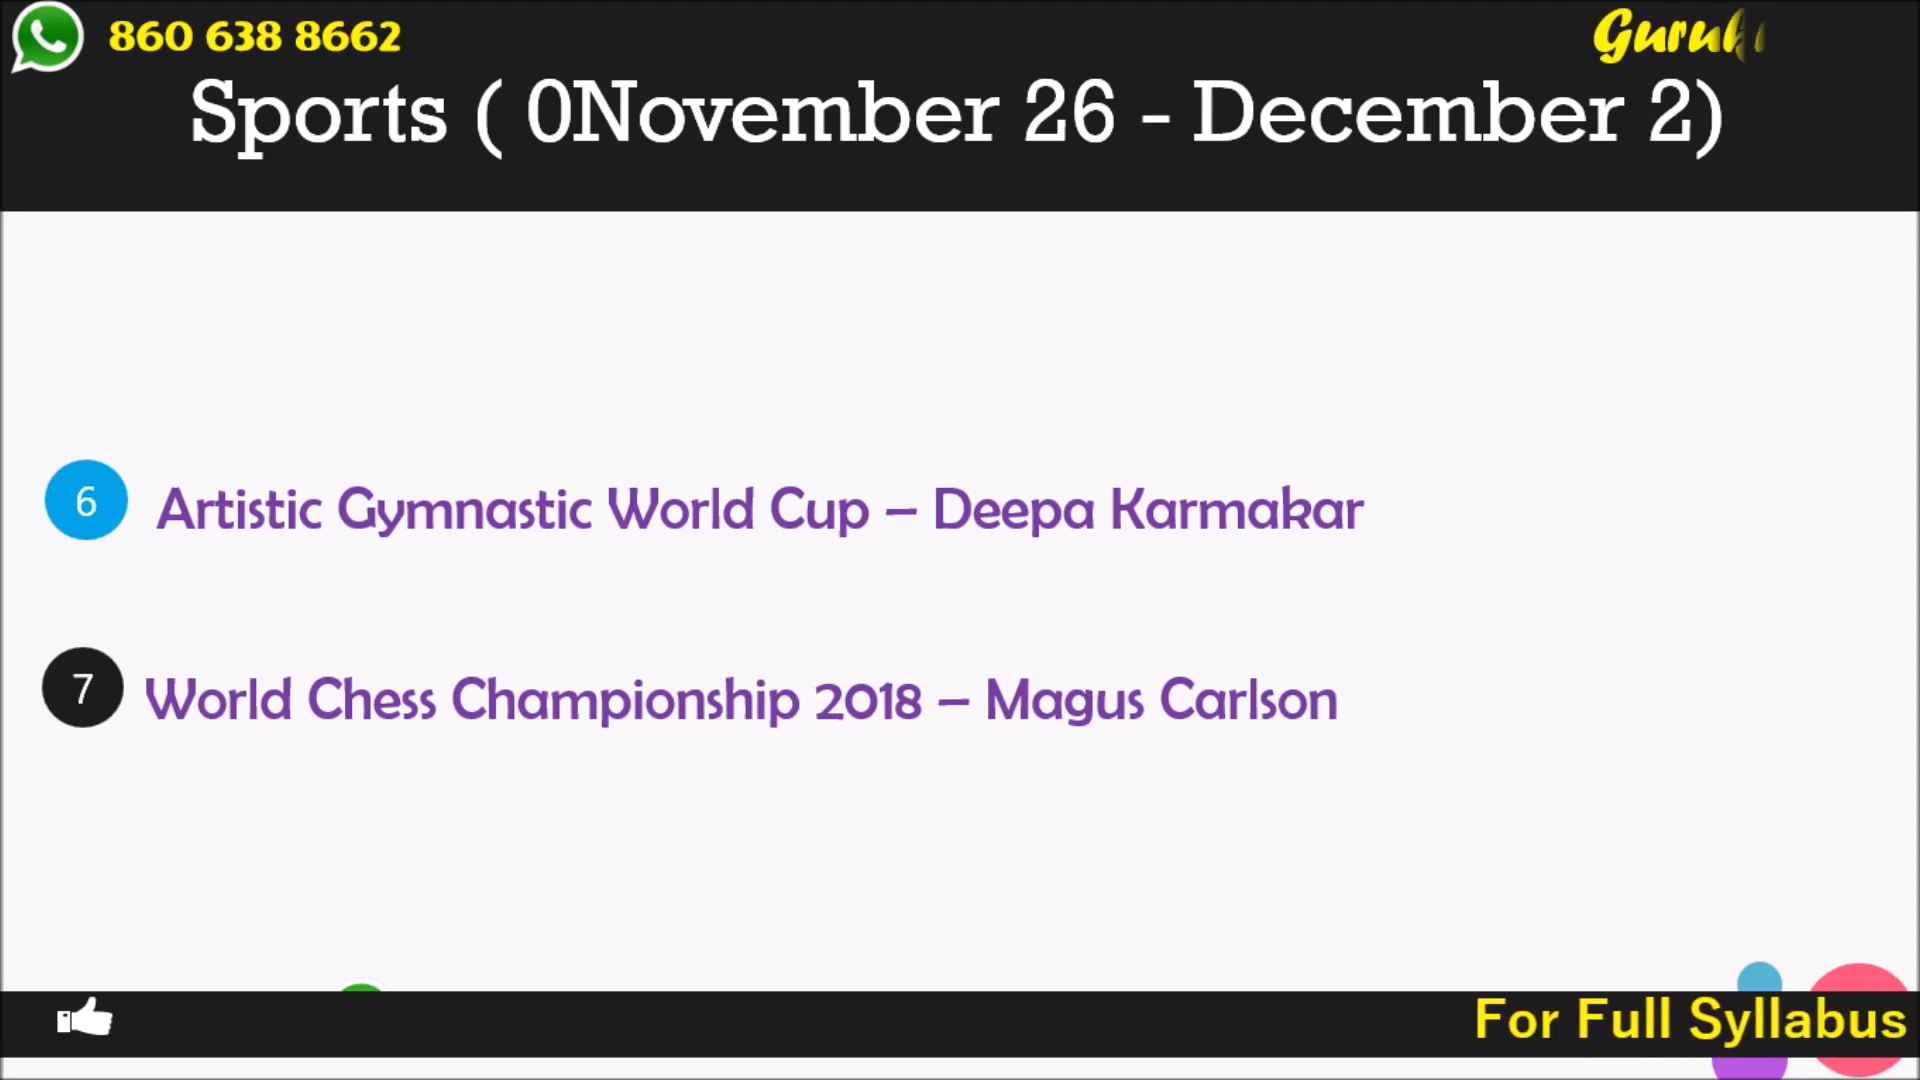 860 638 8662
Sports ( 0November 26 - December 2)
6 Artistic Gymnastic World Cup – Deepa Karmakar
7 World Chess Championship 2018 – Magus Carlson
For Full Syllabus